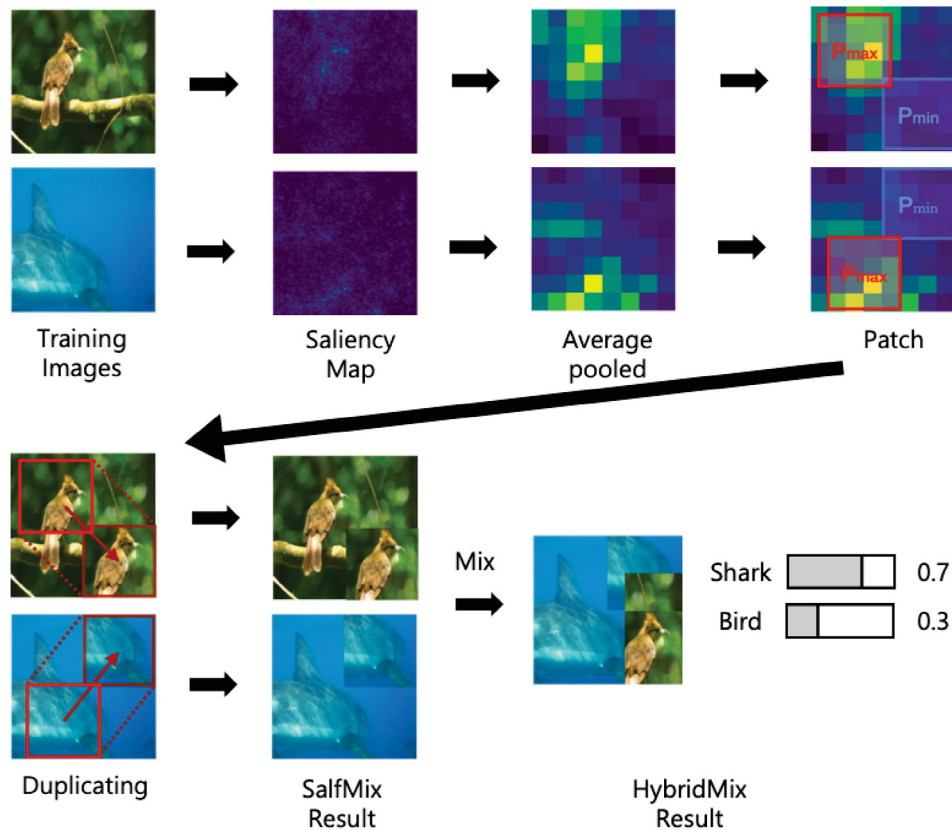 Pmax
Pmin
Pmin
Pmax
Training
Images
Saliency
Map
Average
pooled
Patch
Mix
Shark
0.7
Bird
0.3
Duplicating
SalfMix
Result
HybridMix
Result